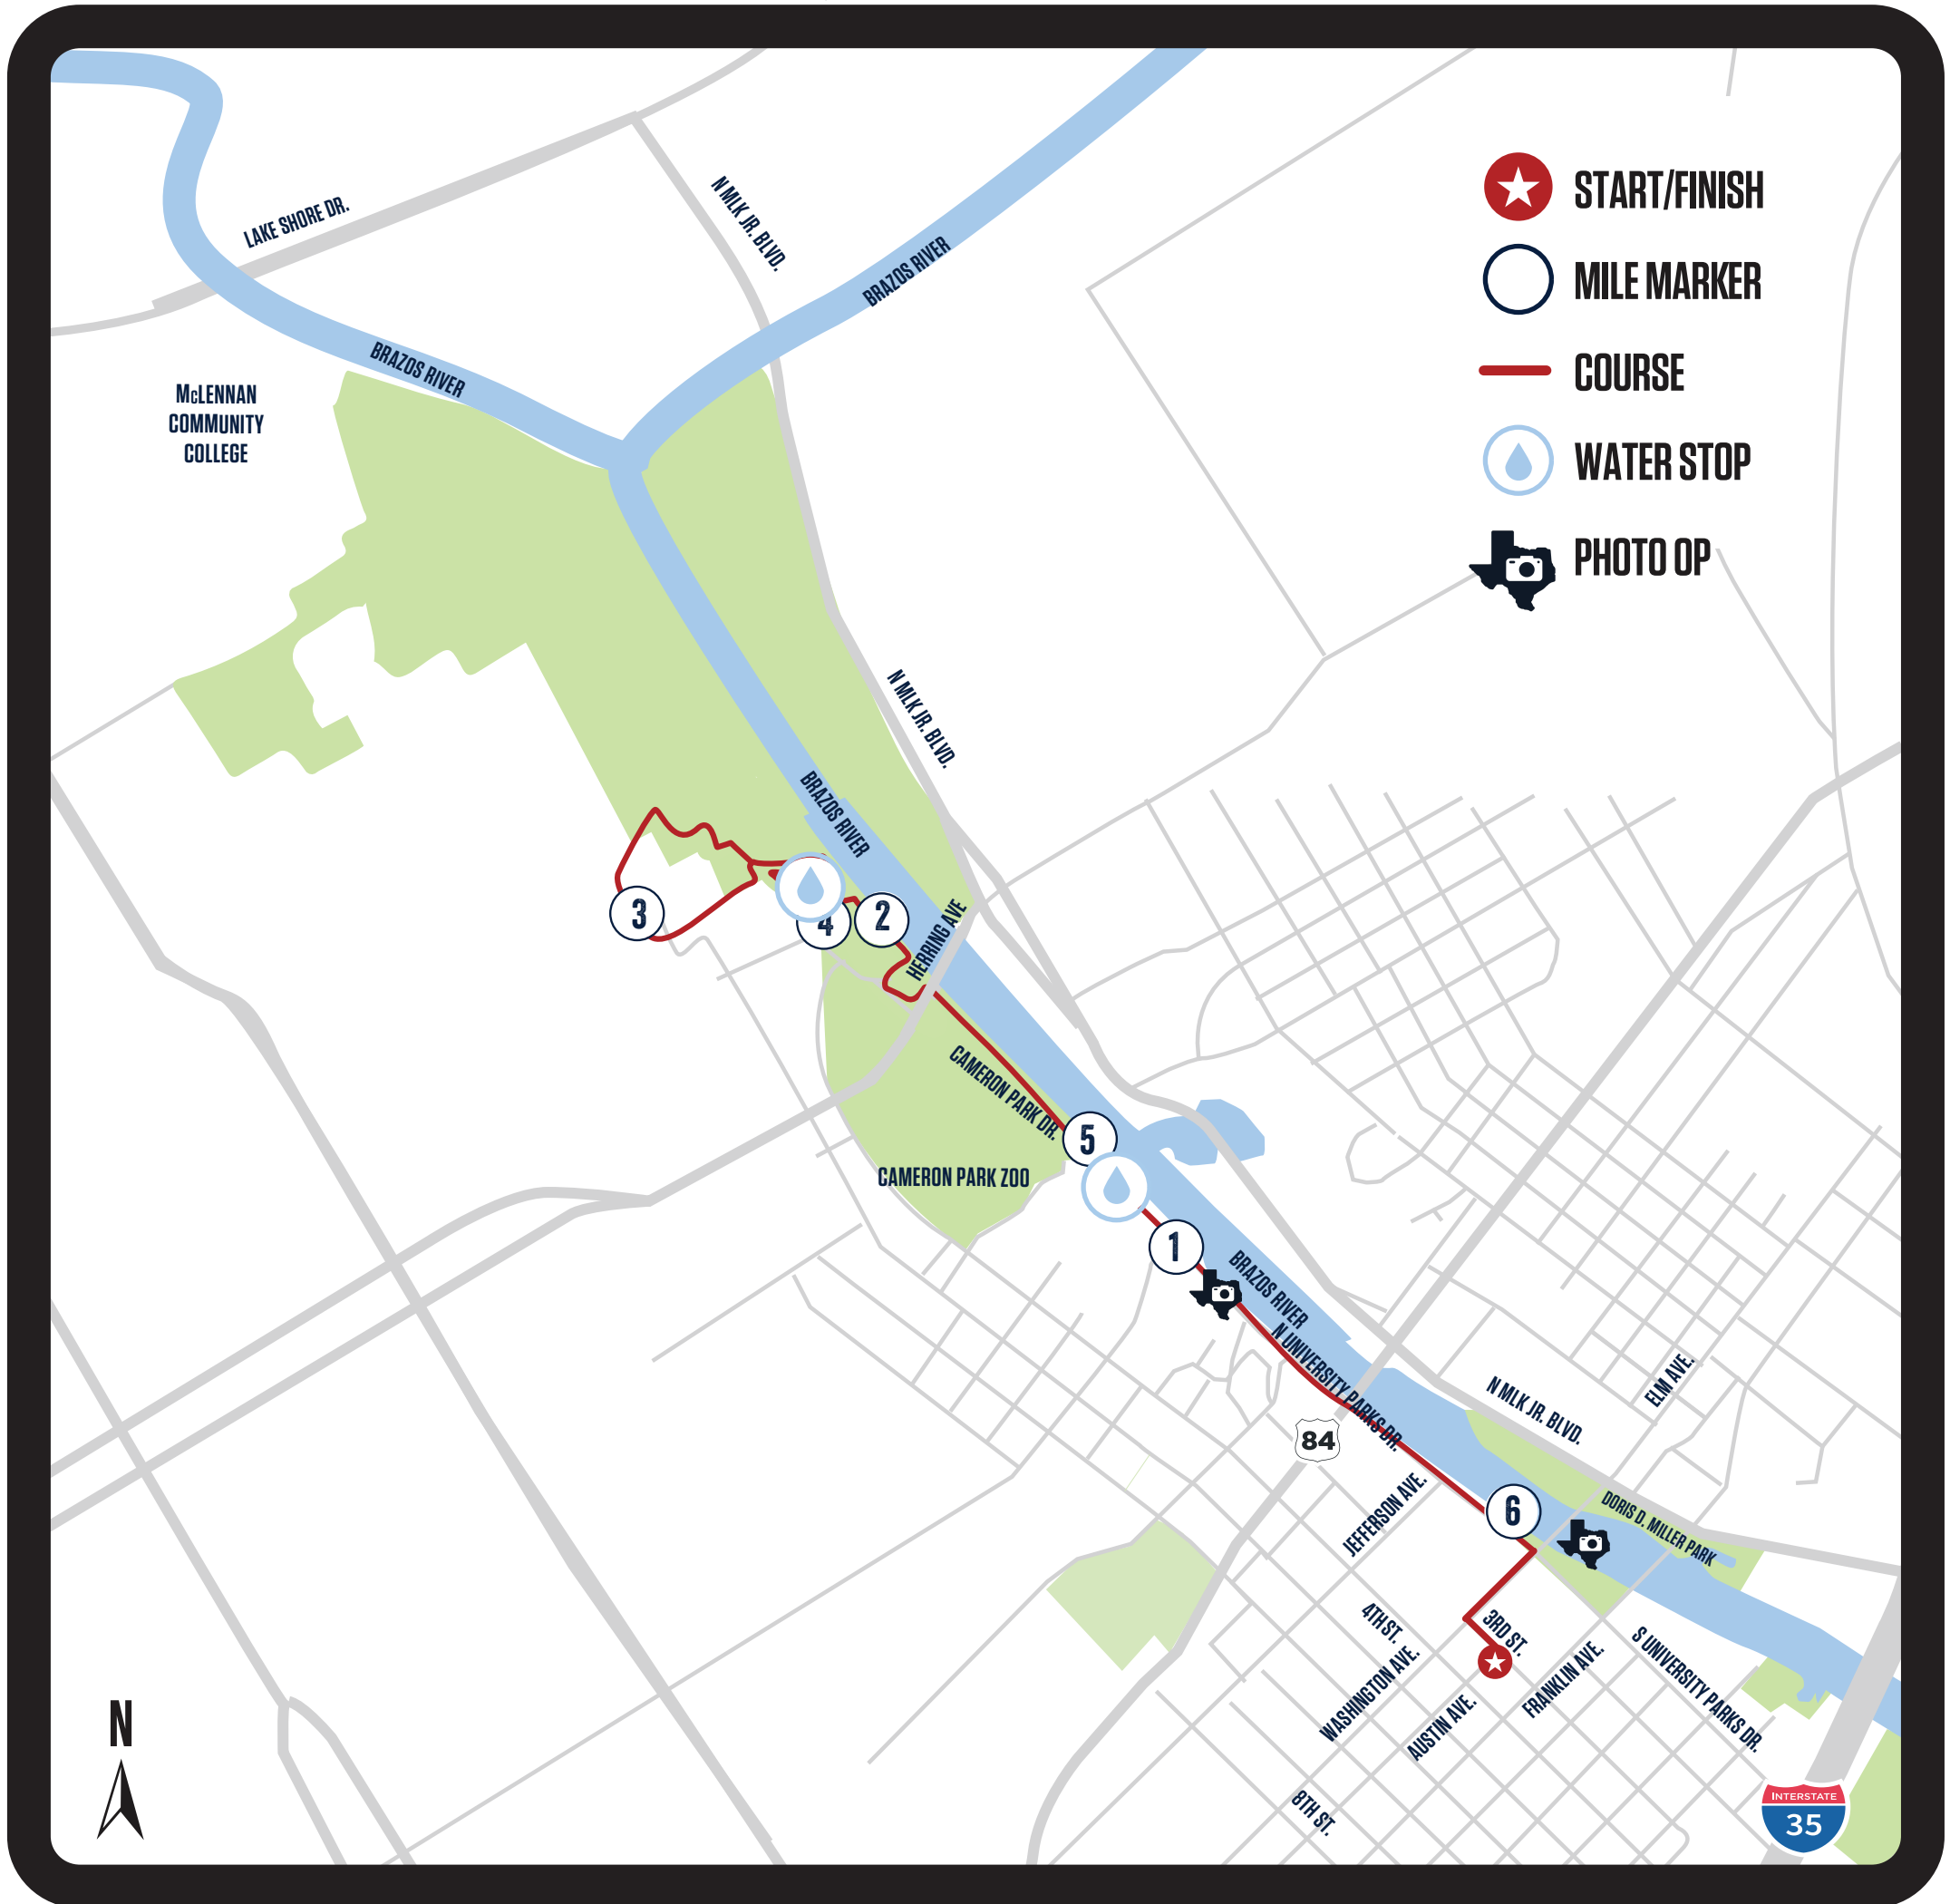 START/FINISH
MILE MARKER
COURSE
WATER STOP
PHOTO OP
LAKE SHORE DR.
N MLK JR. BLVD.
BRAZOS RIVER
BRAZOS RIVER
McLENNAN
COMMUNITY
COLLEGE
N MLK JR. BLVD.
BRAZOS RIVER
3
4
2
HERRING AVE
CAMERON PARK DR.
5
CAMERON PARK ZOO
1
BRAZOS RIVER
N UNIVERSITY PARKS DR.
84
N MLK JR. BLVD.
ELM AVE.
JEFFERSON AVE.
6
DORIS D. MILLER PARK
4TH ST.
3RD ST.
WASHINGTON AVE.
AUSTIN AVE.
FRANKLIN AVE.
S UNIVERSITY PARKS DR.
8TH ST.
N
INTERSTATE
35